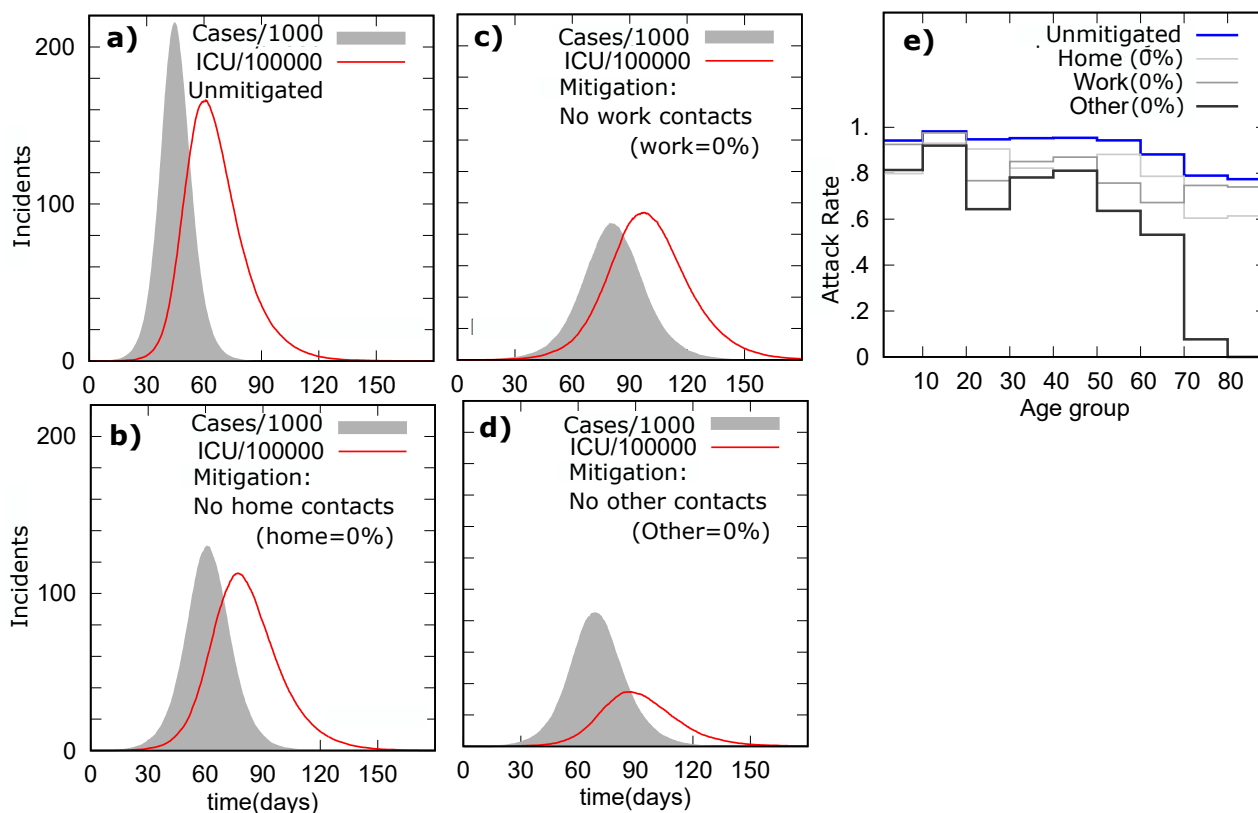 a)
Cases/1000
ICU/100000
Unmitigated
Incidents
200
100
0
0 30 60 90 120 150
c)
Cases/1000
ICU/100000
Mitigation:
No work contacts
(work=0%)
0 30 60 90 120 150
e)
Unmitigated
Home (0%)
Work(0%)
Other(0%)
Attack Rate
1.
.8
.6
.4
.2
0
10 20 30 40 50 60 70 80
Age group
b)
Cases/1000
ICU/100000
Mitigation:
No home contacts
(home=0%)
Incidents
200
100
0
0 30 60 90 120 150
time(days)
d)
Cases/1000
ICU/100000
Mitigation:
No other contacts
(Other=0%)
0 30 60 90 120 150
time(days)